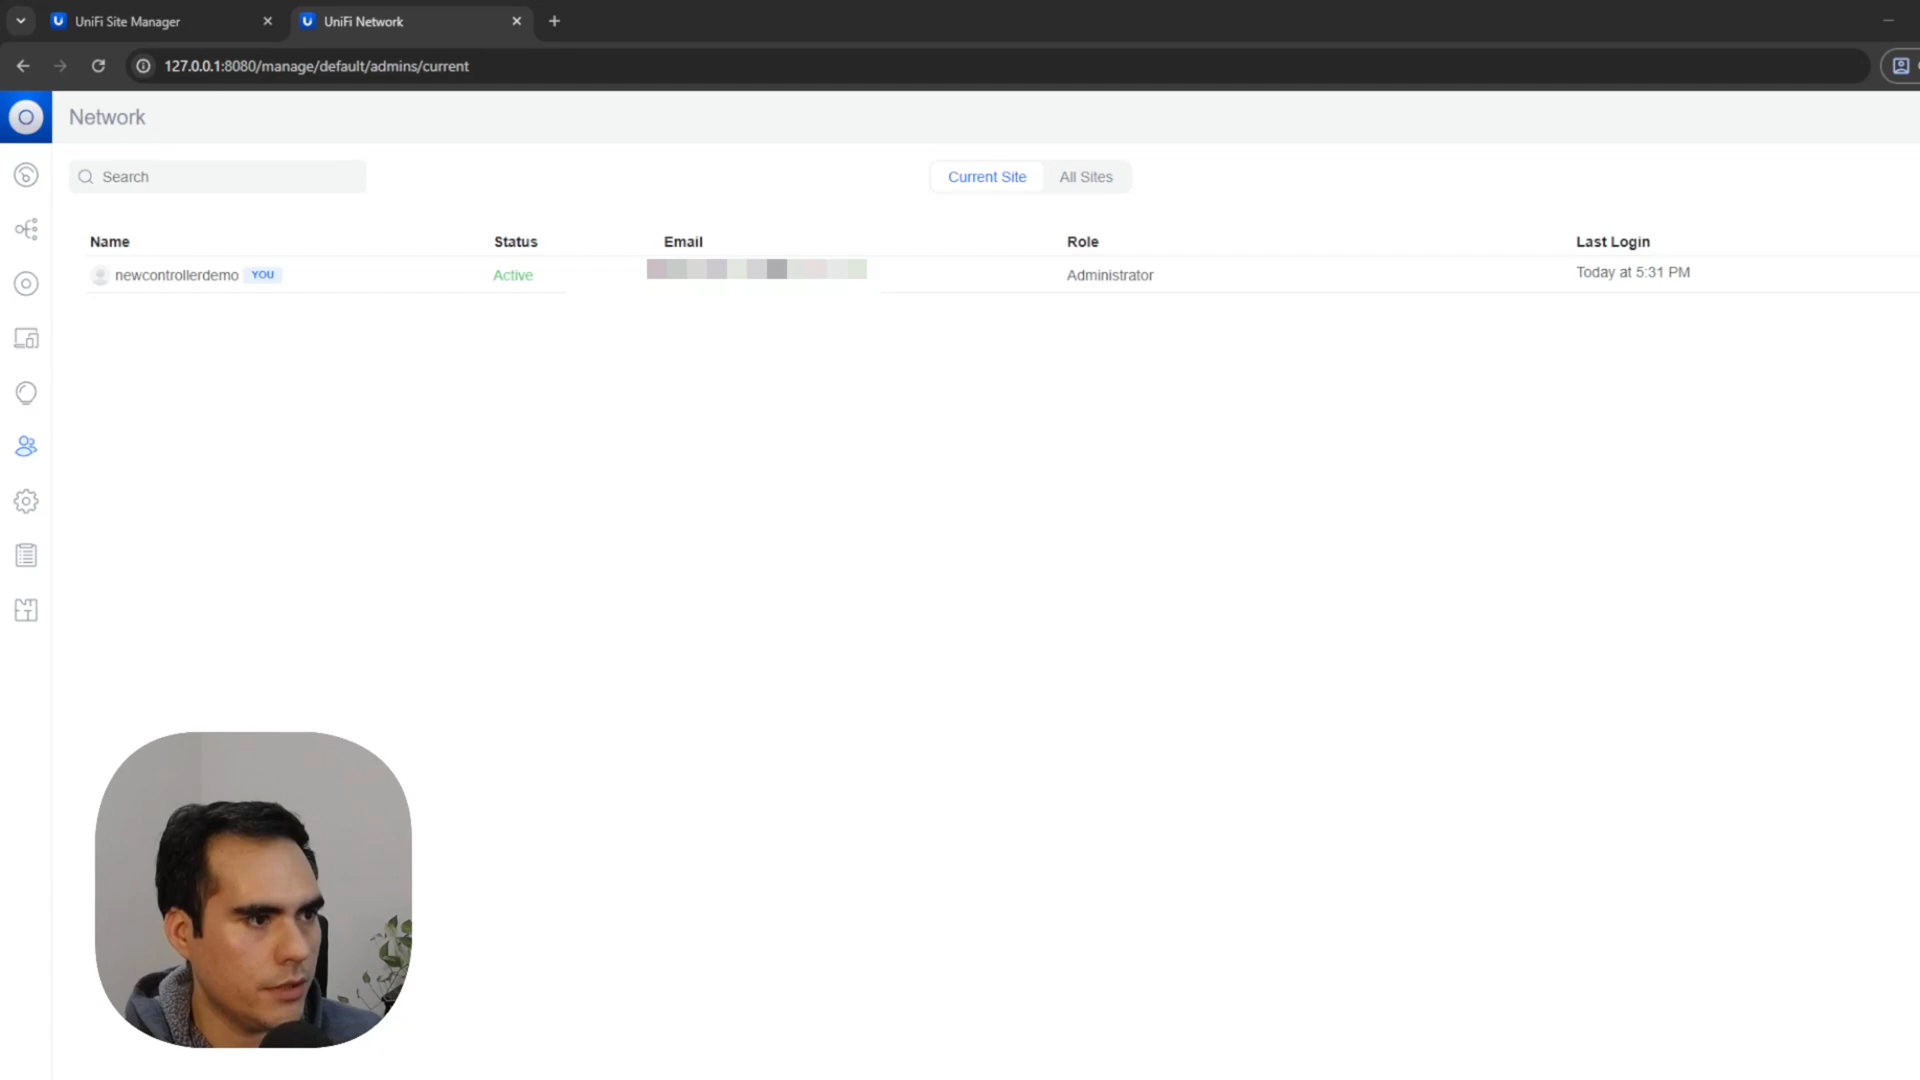 UniFi Site Manager
UniFi Network
127.0.0.1:8080/manage/default/admins/current
Network
Search
Current Site
All Sites
Name
Status
Email
Role
Last Login
newcontrollerdemo
YOU
Active
Administrator
Today at 5:31 PM